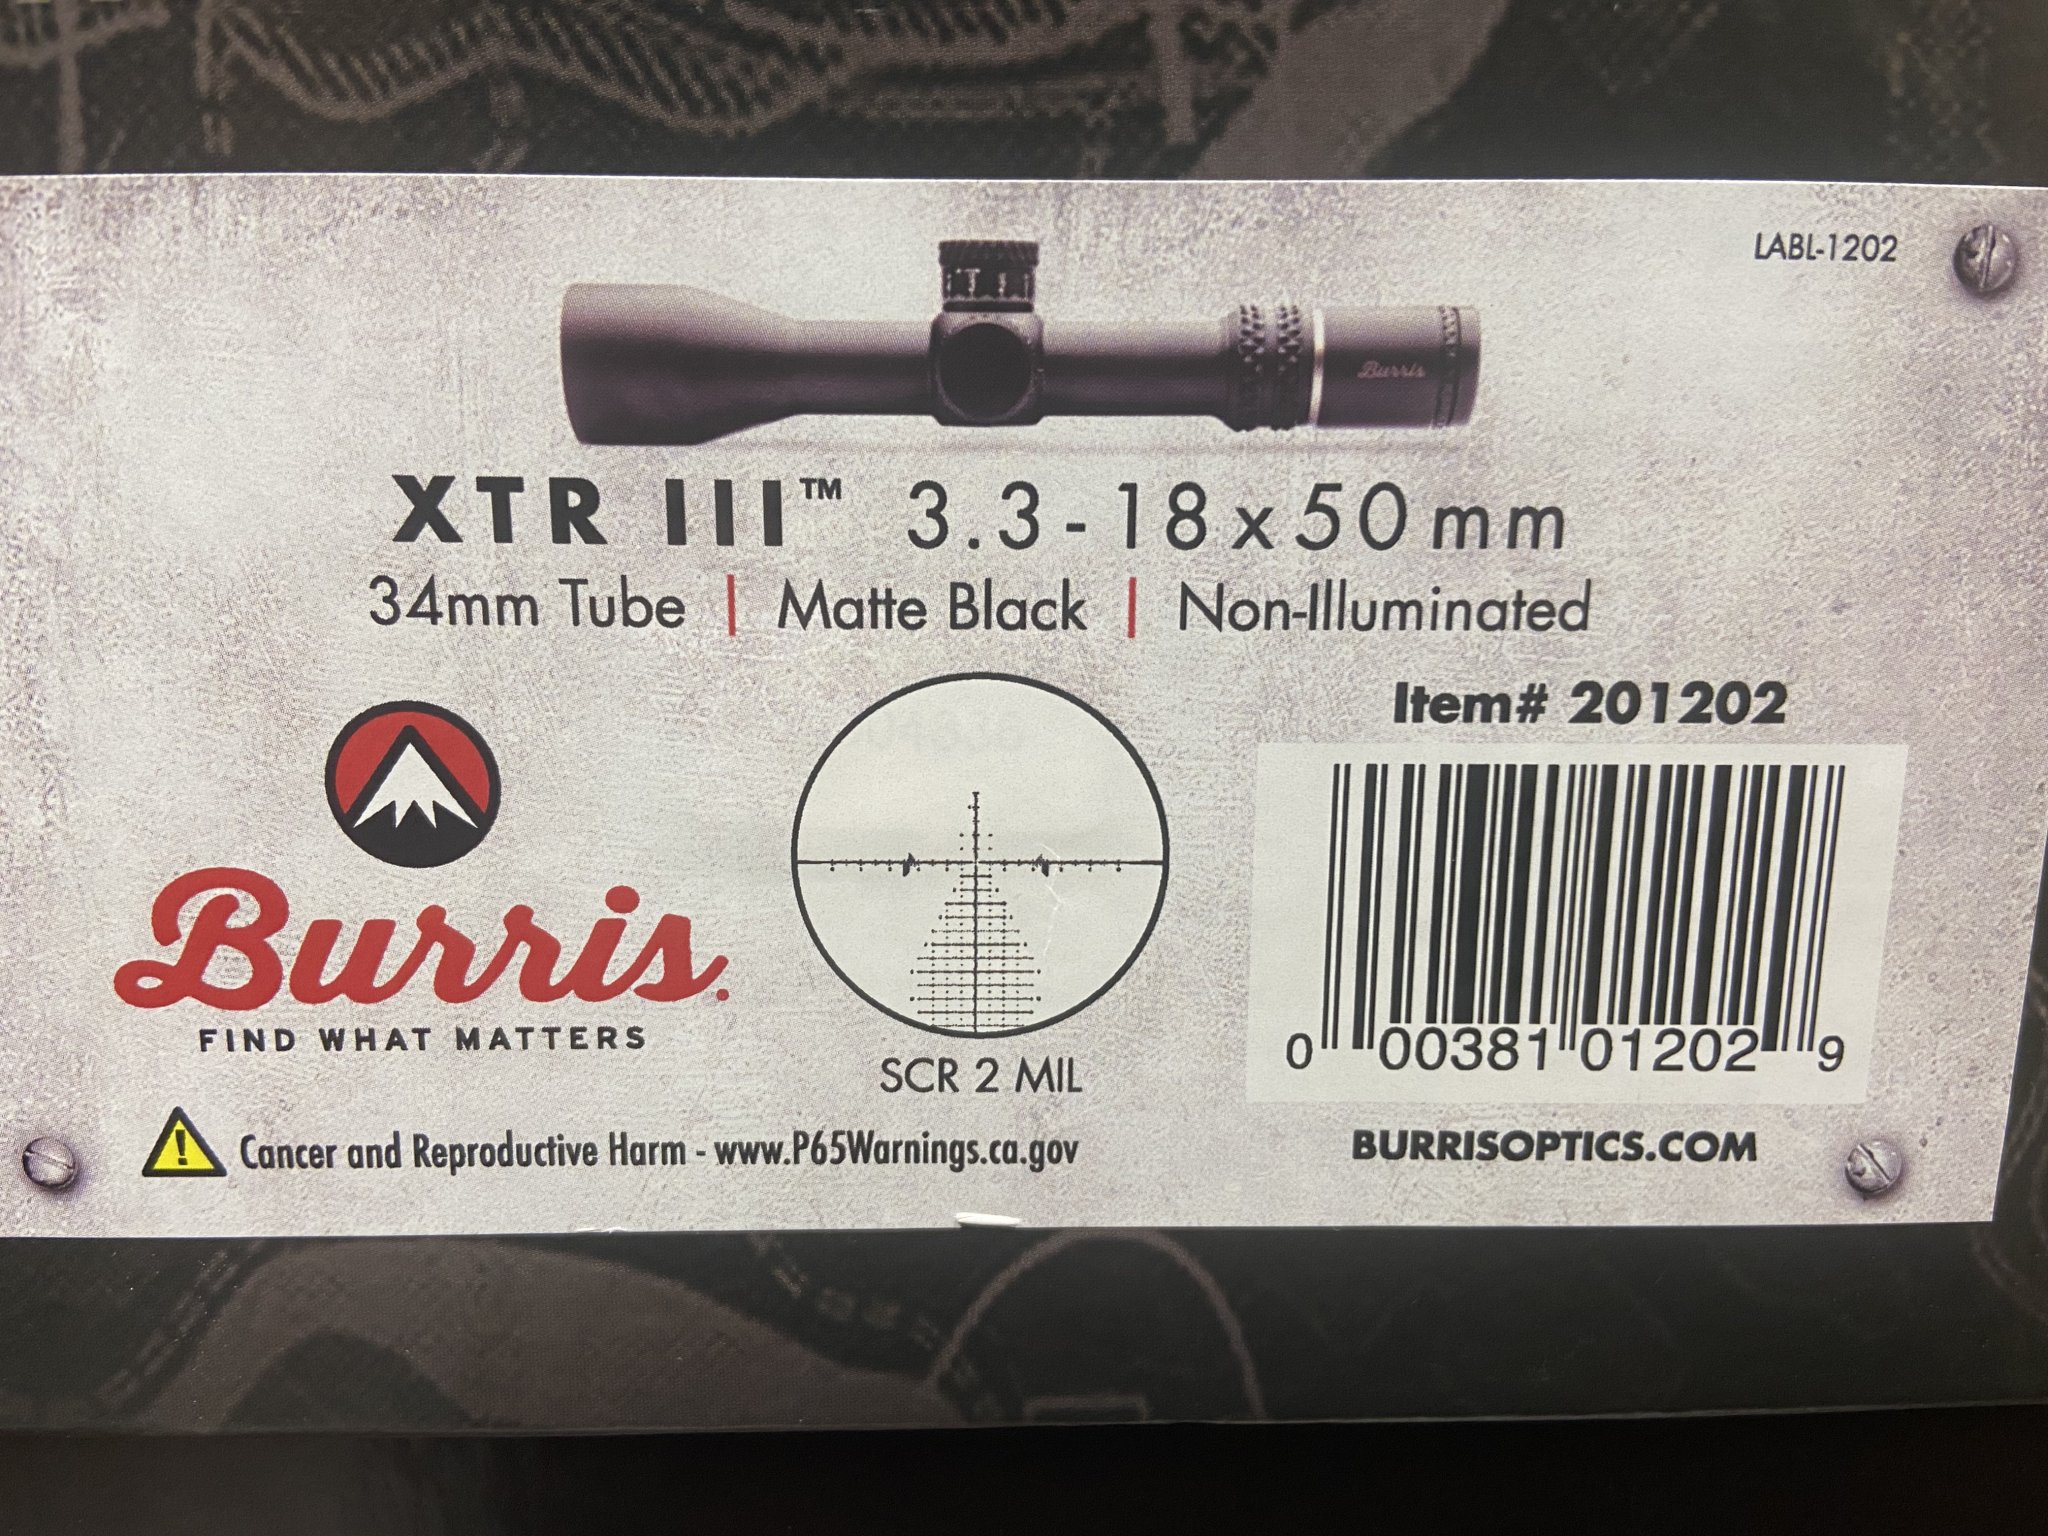 LABL-1202
Burris
XTR III™ 3.3-18x50mm
34mm Tube | Matte Black | Non-Illuminated
Item# 201202
Burris.
FIND WHAT MATTERS
SCR 2 MIL
0 00381 01202 9
Cancer and Reproductive Harm - www.P65Warnings.ca.gov
BURRISOPTICS.COM